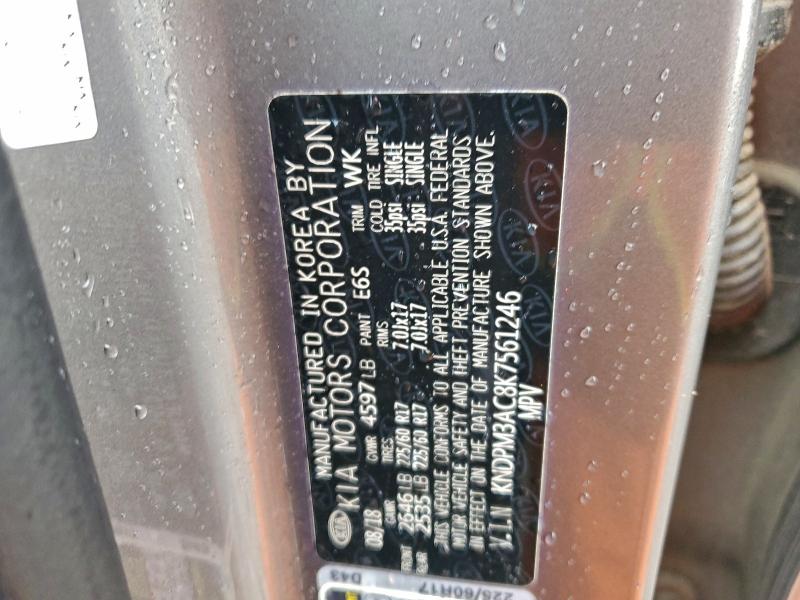 MANUFACTURED IN KOREA BY
KIA KIA MOTORS CORPORATION
08/18 GVWR 4597 LB PAINT E6S TRIM WK
GAWR TIRES RIMS COLD TIRE INFL
FRONT 2646 LB 225/60 R17 7.0Jx17 35psi - SINGLE
REAR 2535 LB 225/60 R17 7.0Jx17 35psi - SINGLE
THIS VEHICLE CONFORMS TO ALL APPLICABLE U.S.A. FEDERAL
MOTOR VEHICLE SAFETY AND THEFT PREVENTION STANDARDS
IN EFFECT ON THE DATE OF MANUFACTURE SHOWN ABOVE.
V.I.N KNDPM3AC8K7561246
MPV
D43
225/60R17